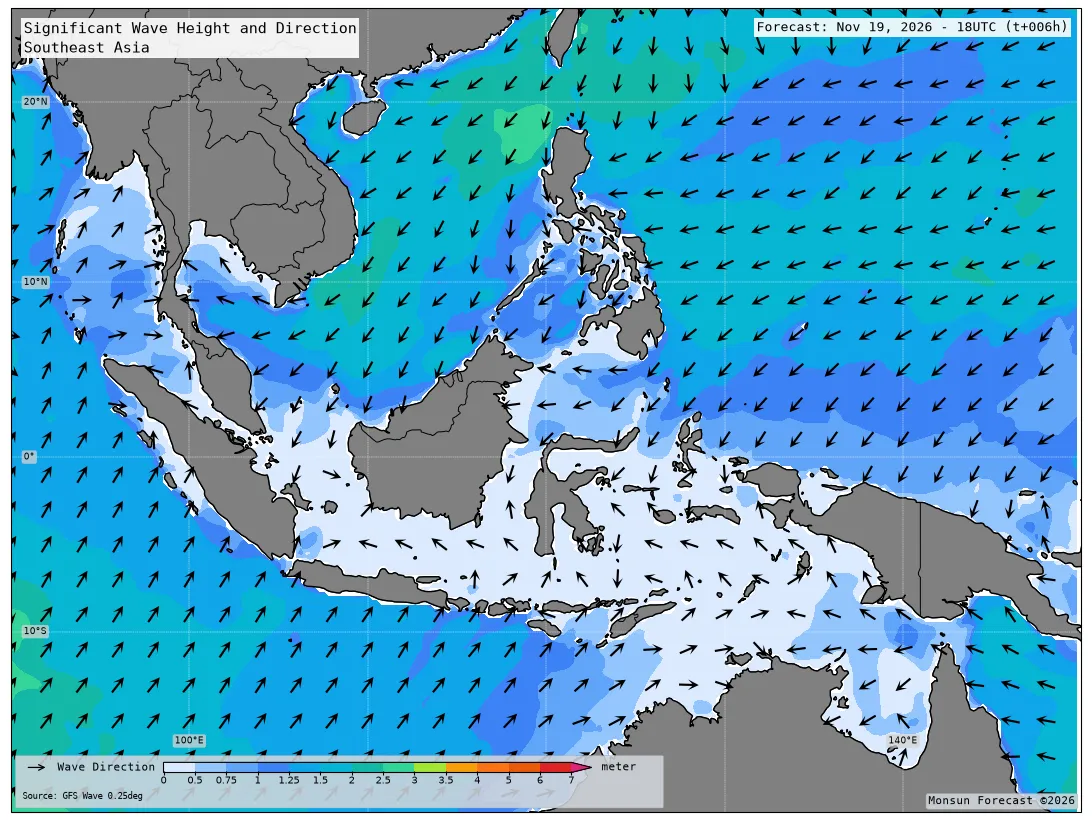 Significant Wave Height and Direction
Southeast Asia
Forecast: Nov 19, 2026 - 18UTC (t+006h)
20°N
10°N
0°
10°S
100°E
140°E
Wave Direction
meter
0 0.5 0.75 1 1.25 1.5 2 2.5 3 3.5 4 5 6 7
Source: GFS Wave 0.25deg
Monsun Forecast ©2026